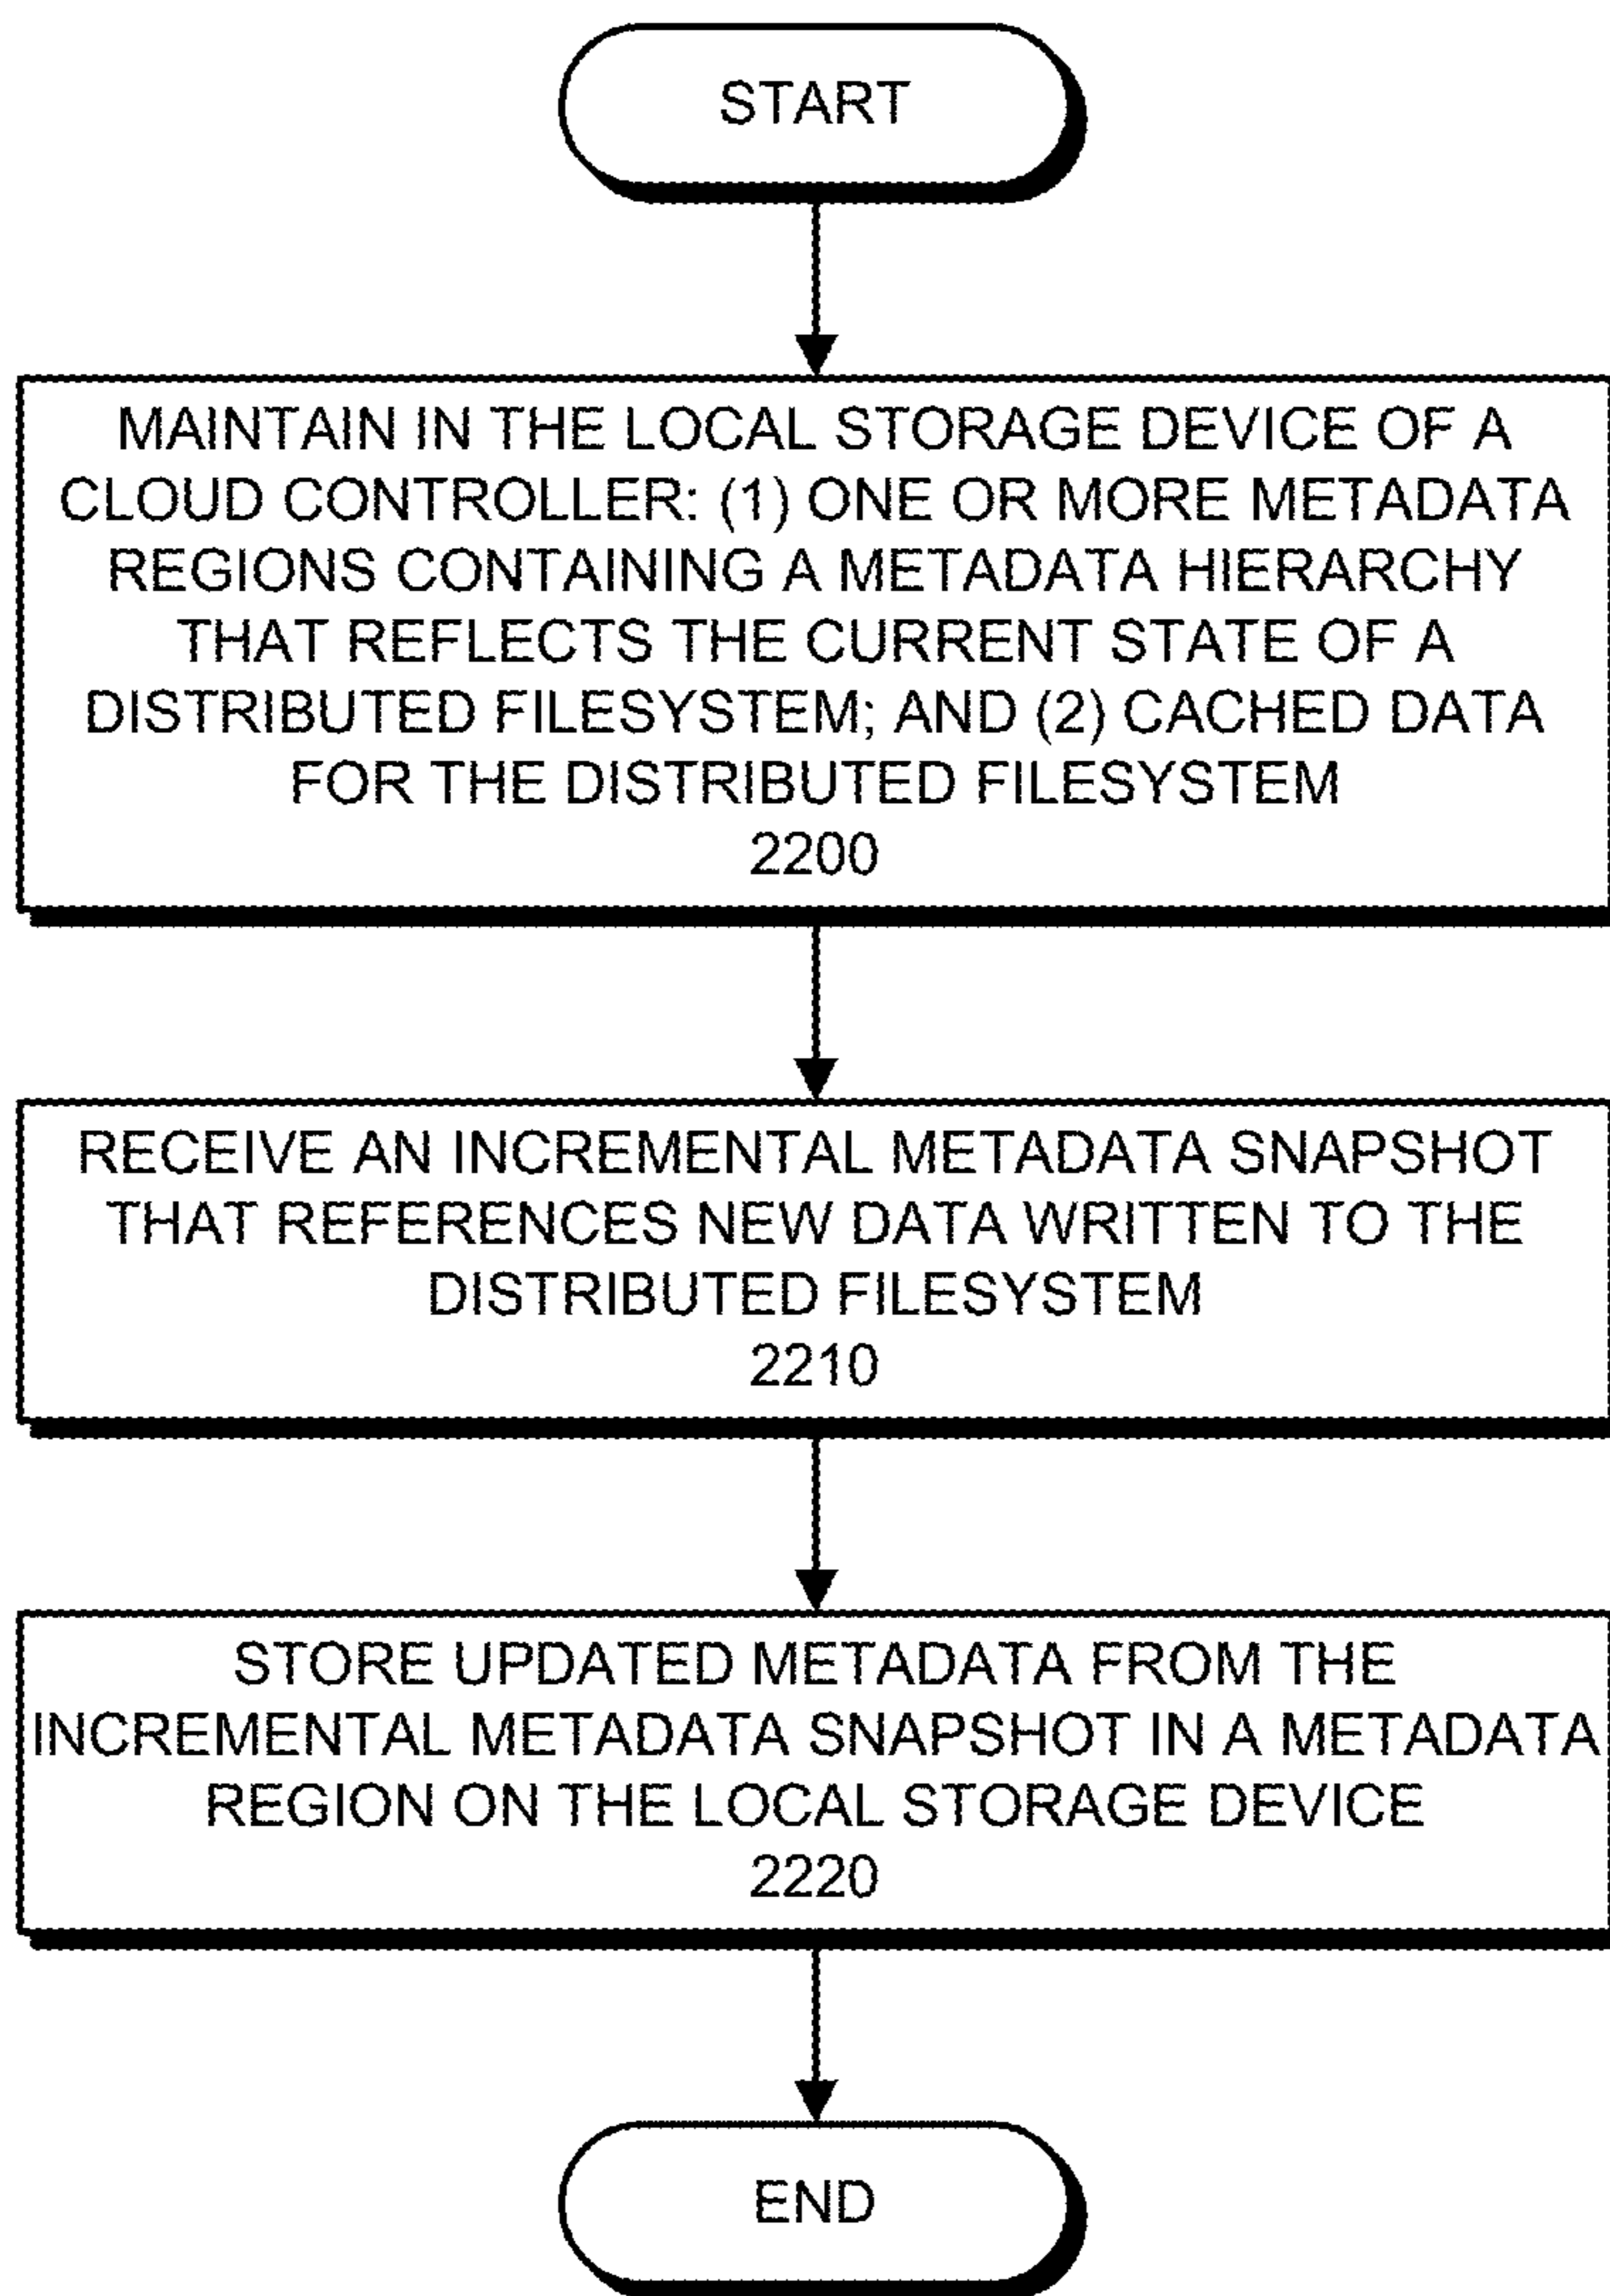 START
MAINTAIN IN THE LOCAL STORAGE DEVICE OF A
CLOUD CONTROLLER: (1) ONE OR MORE METADATA
REGIONS CONTAINING A METADATA HIERARCHY
THAT REFLECTS THE CURRENT STATE OF A
DISTRIBUTED FILESYSTEM; AND (2) CACHED DATA
FOR THE DISTRIBUTED FILESYSTEM
2200
RECEIVE AN INCREMENTAL METADATA SNAPSHOT
THAT REFERENCES NEW DATA WRITTEN TO THE
DISTRIBUTED FILESYSTEM
2210
STORE UPDATED METADATA FROM THE
INCREMENTAL METADATA SNAPSHOT IN A METADATA
REGION ON THE LOCAL STORAGE DEVICE
2220
END